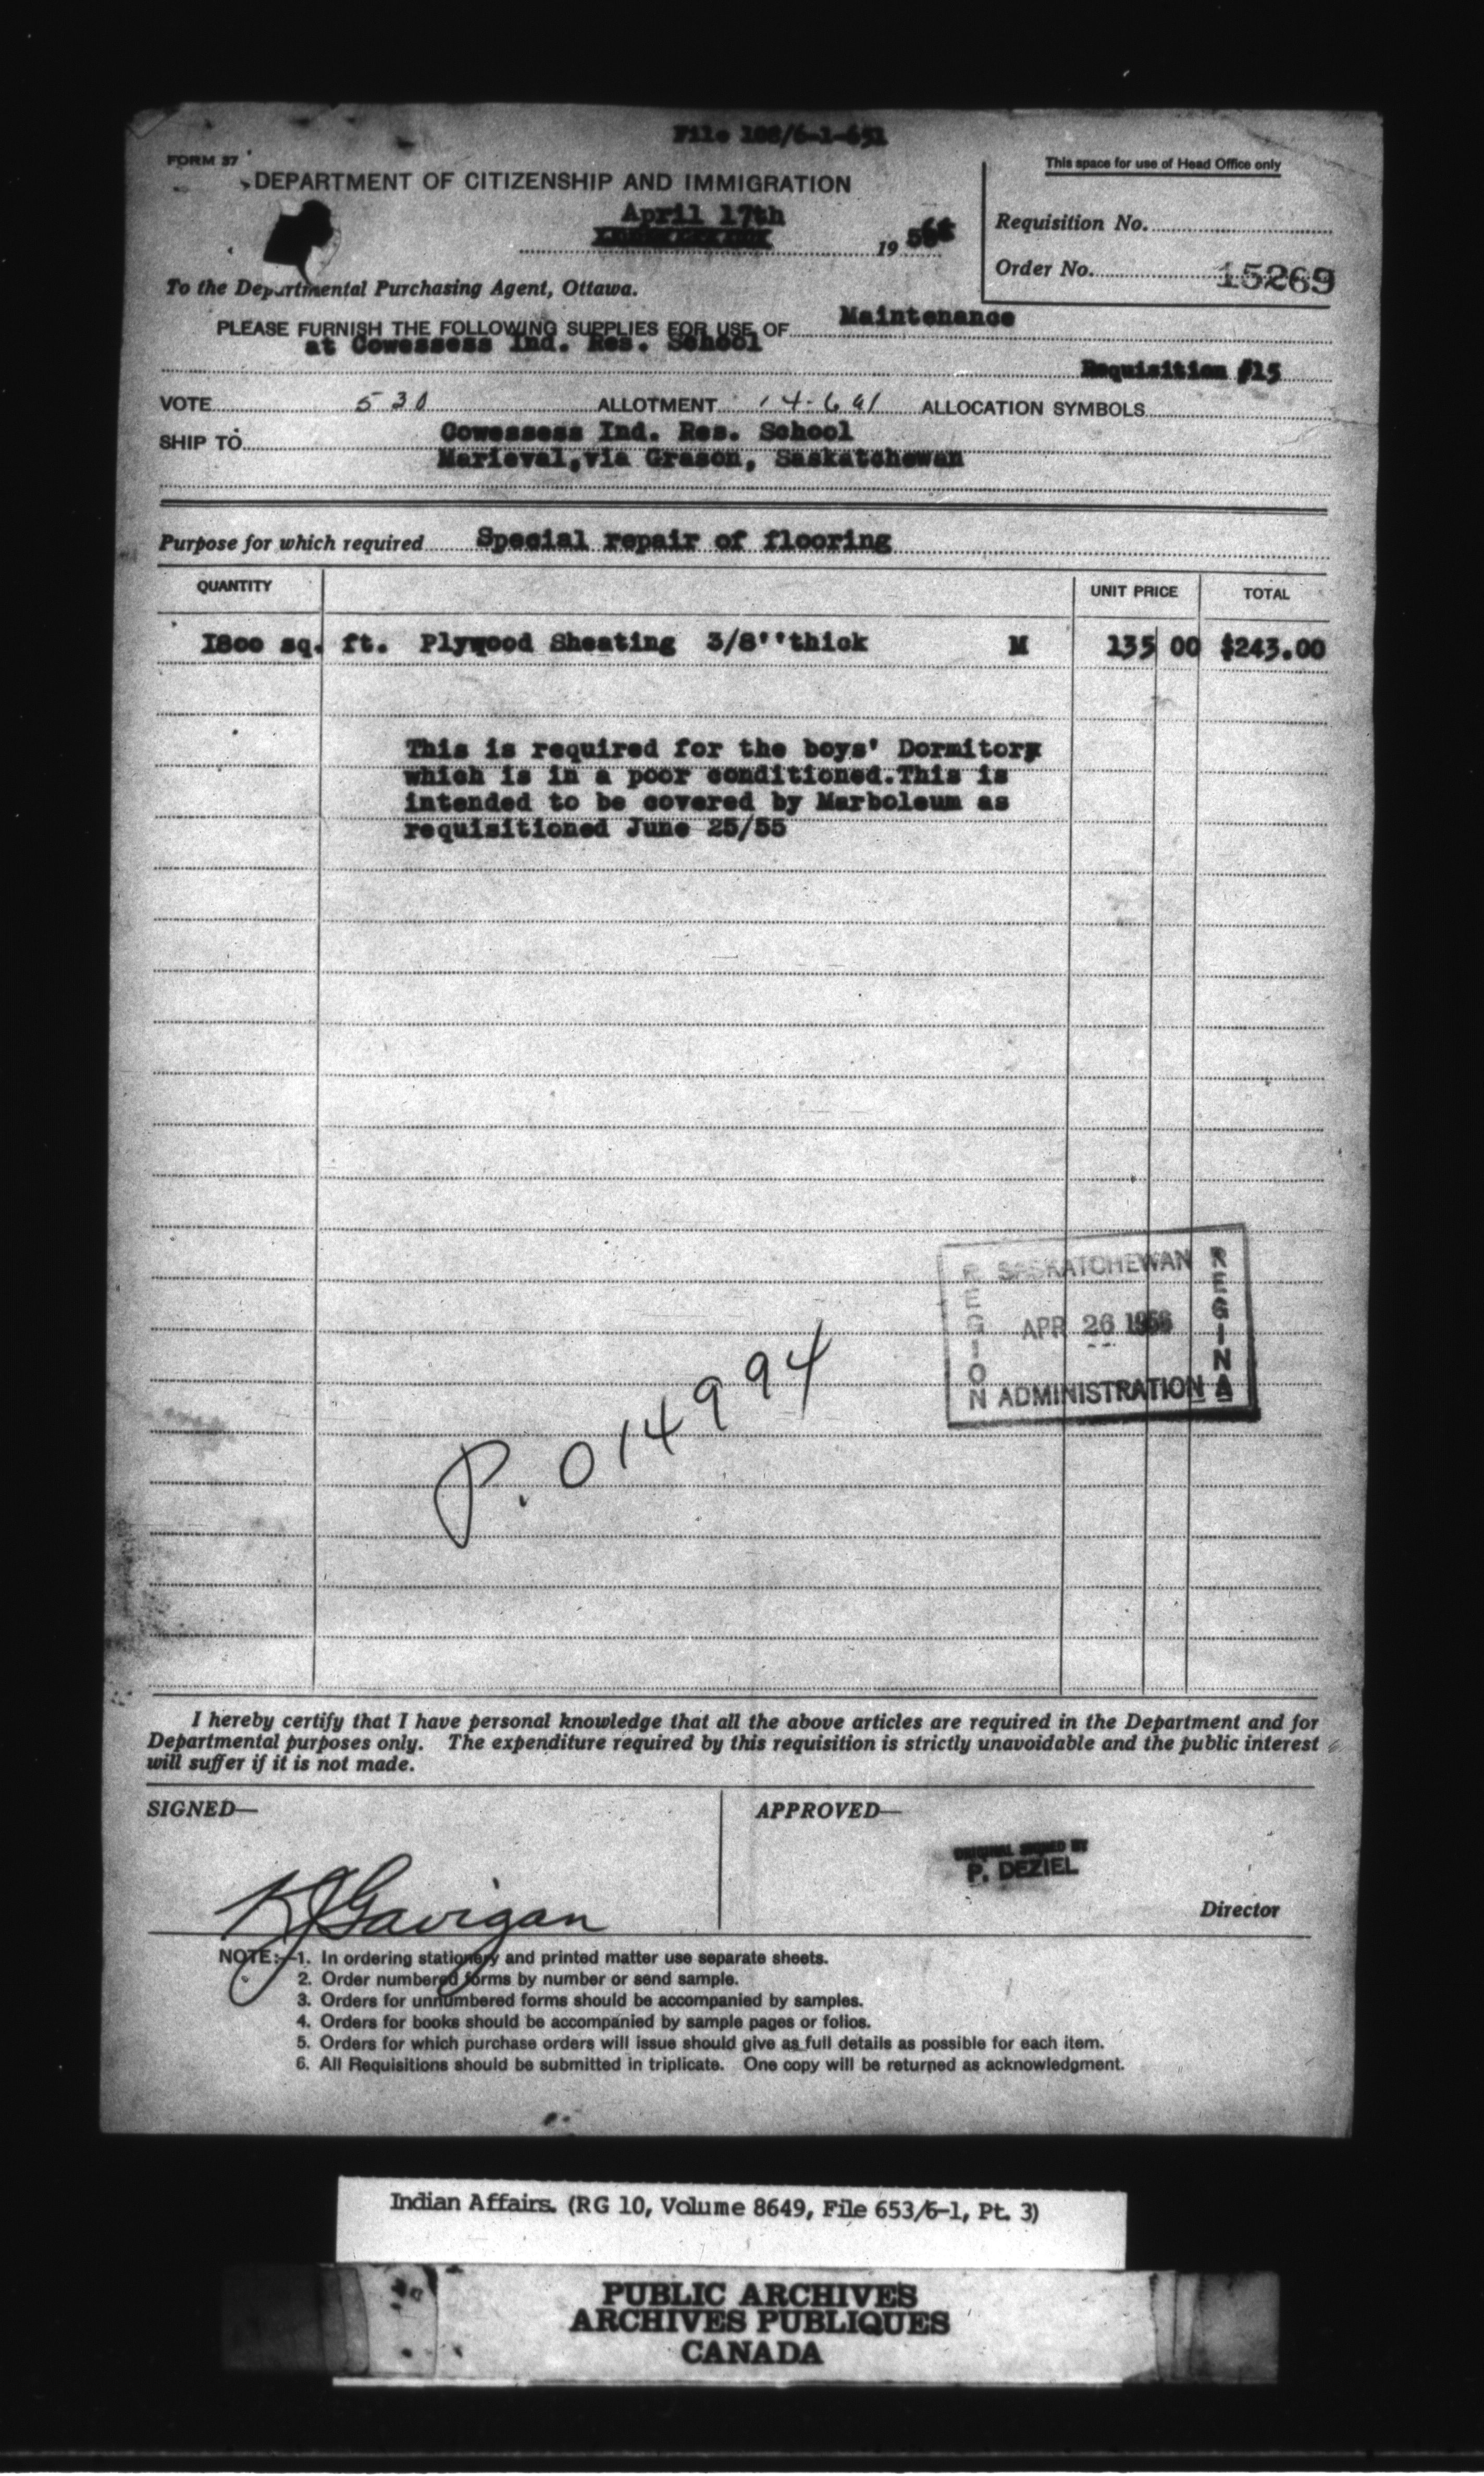 File 108/6-1-651
FORM 37
DEPARTMENT OF CITIZENSHIP AND IMMIGRATION
This space for use of Head Office only
April 17th
19
Requisition No.
Order No. 15269
To the Departmental Purchasing Agent, Ottawa.
PLEASE FURNISH THE FOLLOWING SUPPLIES FOR USE OF Maintenance
at Cowessess Ind. Res. School
Requisition #15
VOTE 530 ALLOTMENT 14-691 ALLOCATION SYMBOLS
SHIP TO Cowessess Ind. Res. School
Marieval,via Grason, Saskatchewan
Purpose for which required Special repair of flooring
QUANTITY UNIT PRICE TOTAL
1800 sq. ft. Plywood Sheating 3/8''thick M 135 00 $243.00
This is required for the boys' Dormitory
which is in a poor conditioned.This is
intended to be covered by Marboleum as
requisitioned June 25/55
SASKATCHEWAN
REGION
REGINA
APR 26 1956
ADMINISTRATION
P. 014994
I hereby certify that I have personal knowledge that all the above articles are required in the Department and for
Departmental purposes only. The expenditure required by this requisition is strictly unavoidable and the public interest
will suffer if it is not made.
SIGNED—
APPROVED—
ORIGINAL SIGNED BY
P. DEZIEL
Gavigan
Director
NOTE:—1. In ordering stationery and printed matter use separate sheets.
2. Order numbered forms by number or send sample.
3. Orders for unnumbered forms should be accompanied by samples.
4. Orders for books should be accompanied by sample pages or folios.
5. Orders for which purchase orders will issue should give as full details as possible for each item.
6. All Requisitions should be submitted in triplicate. One copy will be returned as acknowledgment.
Indian Affairs. (RG 10, Volume 8649, File 653/6-1, Pt. 3)
PUBLIC ARCHIVES
ARCHIVES PUBLIQUES
CANADA